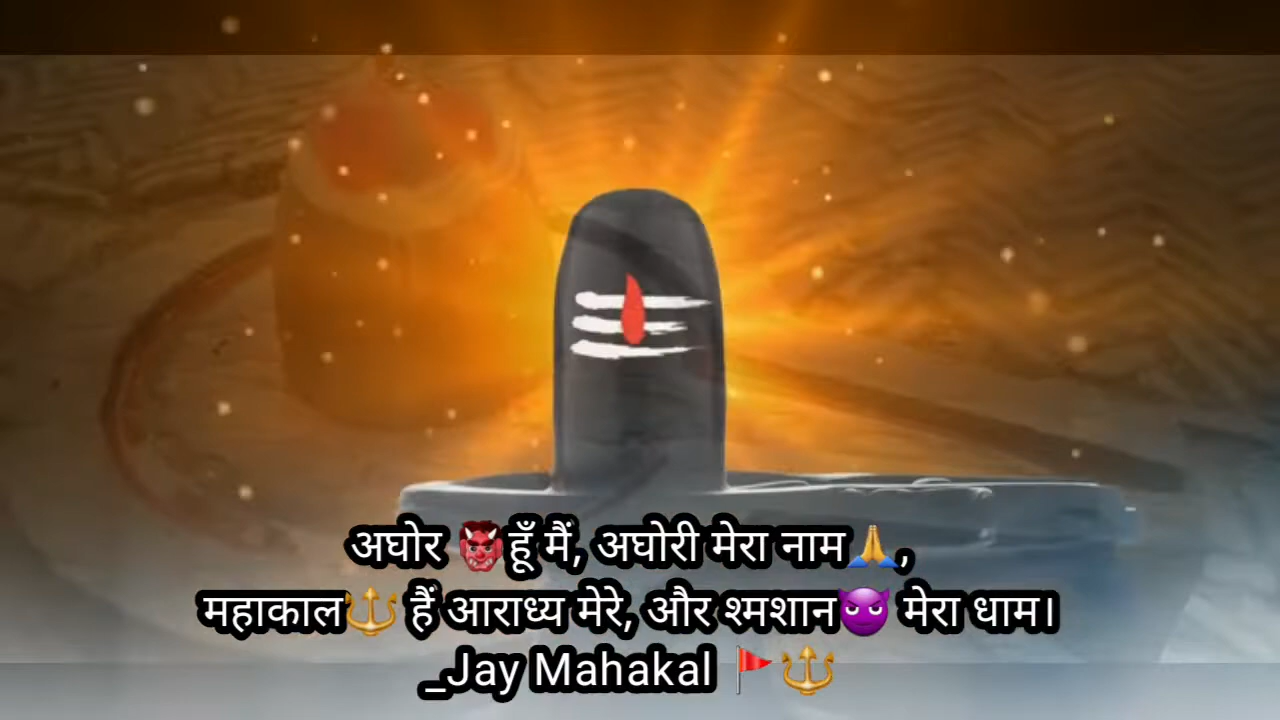 अघोर 👹हूँ मैं, अघोरी मेरा नाम🙏,
महाकाल🔱 हैं आराध्य मेरे, और श्मशान😈 मेरा धाम।
_Jay Mahakal 🚩🔱